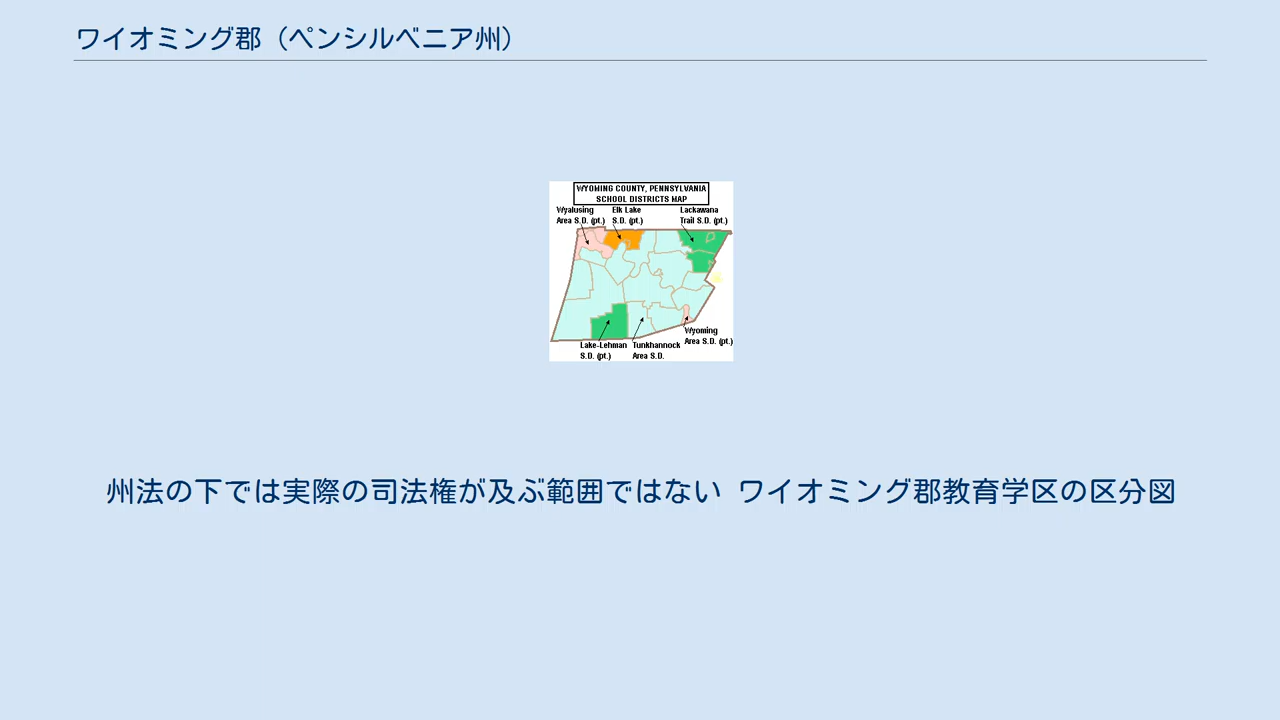 ワイオミング郡（ペンシルベニア州）
WYOMING COUNTY, PENNSYLVANIA
SCHOOL DISTRICTS MAP
Wyalusing
Area S.D. (pt.)
Elk Lake
S.D. (pt.)
Lackawana
Trail S.D. (pt.)
Lake-Lehman
S.D. (pt.)
Tunkhannock
Area S.D.
Wyoming
Area S.D. (pt.)
州法の下では実際の司法権が及ぶ範囲ではない ワイオミング郡教育学区の区分図